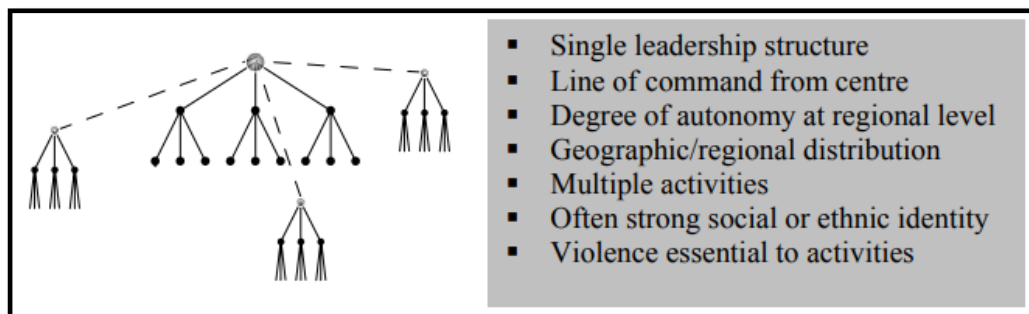 ▪ Single leadership structure
▪ Line of command from centre
▪ Degree of autonomy at regional level
▪ Geographic/regional distribution
▪ Multiple activities
▪ Often strong social or ethnic identity
▪ Violence essential to activities